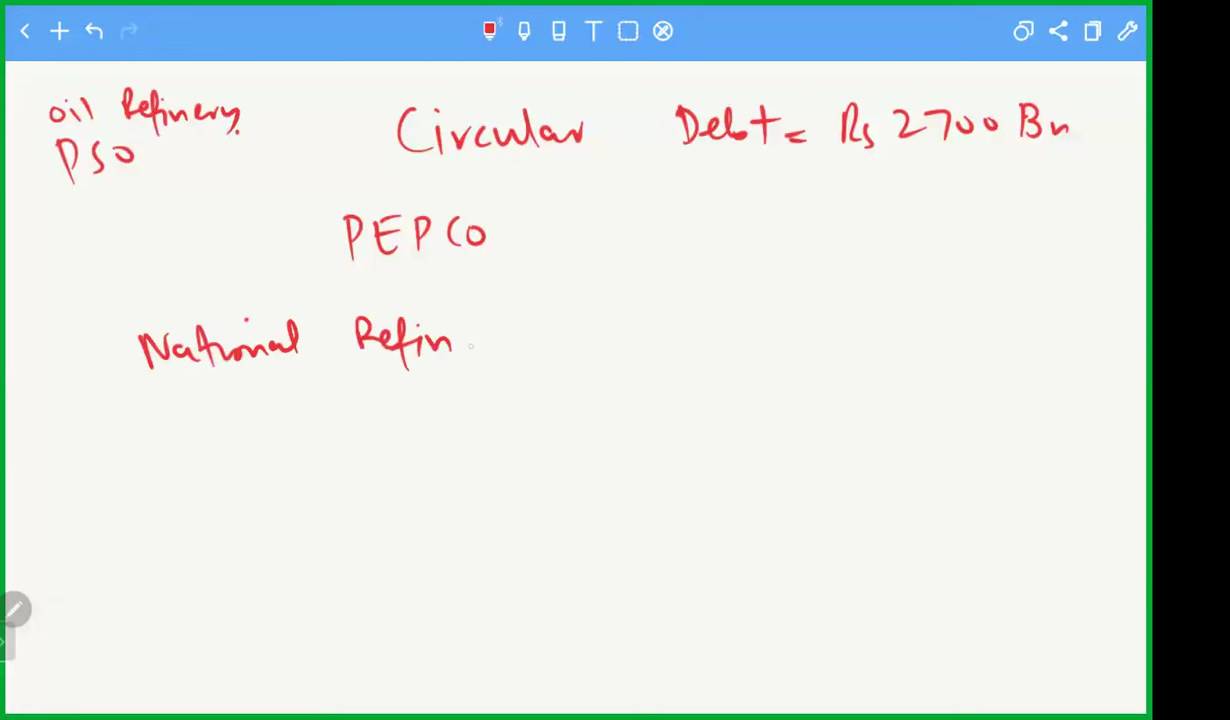 oil Refinery
PSO
Circular Debt = Rs 2700 Bn
PEPCO
National Refin